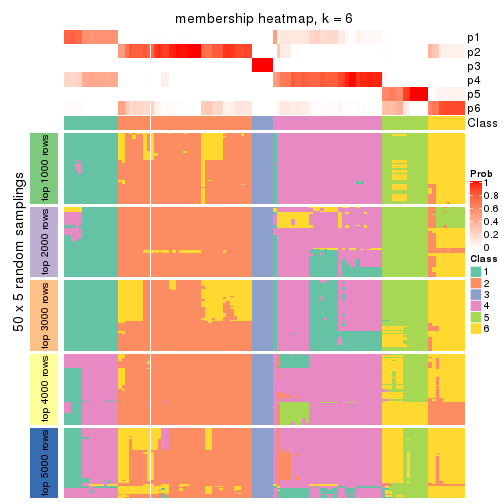 membership heatmap, k = 6
p1
p2
p3
p4
p5
p6
Class
50 x 5 random samplings
top 1000 rows
top 2000 rows
top 3000 rows
top 4000 rows
top 5000 rows
Prob
1
0.8
0.6
0.4
0.2
0
Class
1
2
3
4
5
6